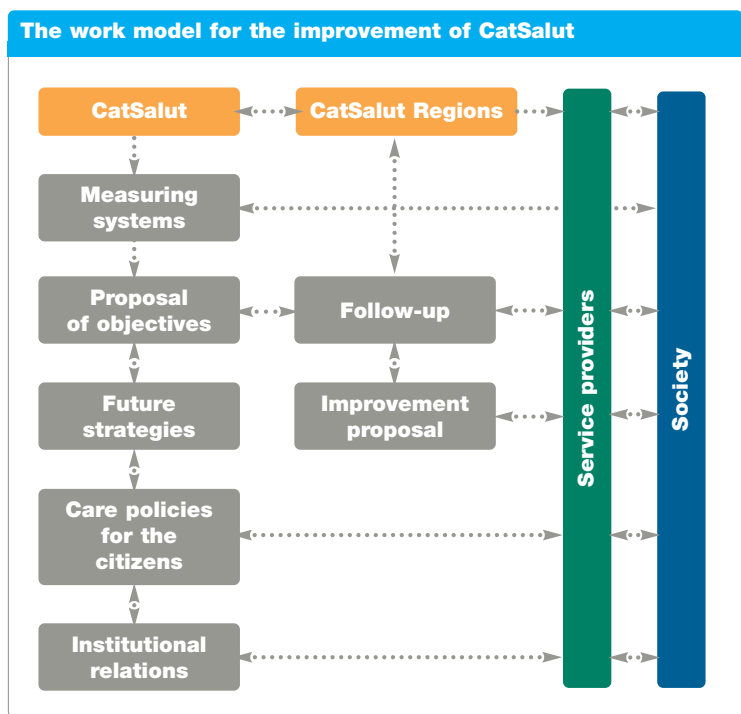 The work model for the improvement of CatSalut
CatSalut
CatSalut Regions
Measuring
systems
Proposal
of objectives
Follow-up
Future
strategies
Improvement
proposal
Care policies
for the
citizens
Institutional
relations
Service providers
Society